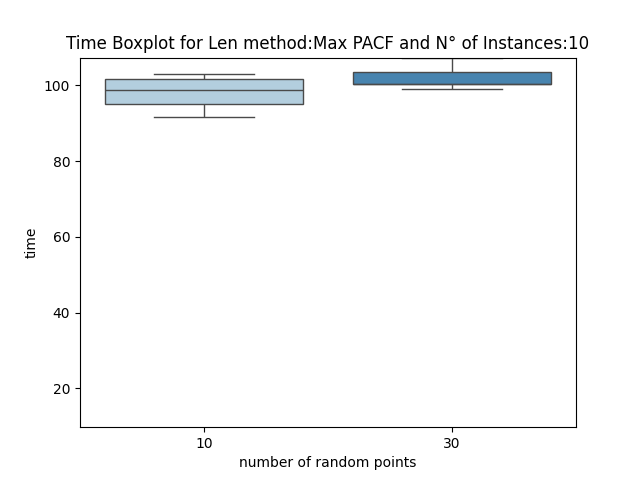 Time Boxplot for Len method:Max PACF and N° of Instances:10
100
80
60
40
20
time
10
30
number of random points